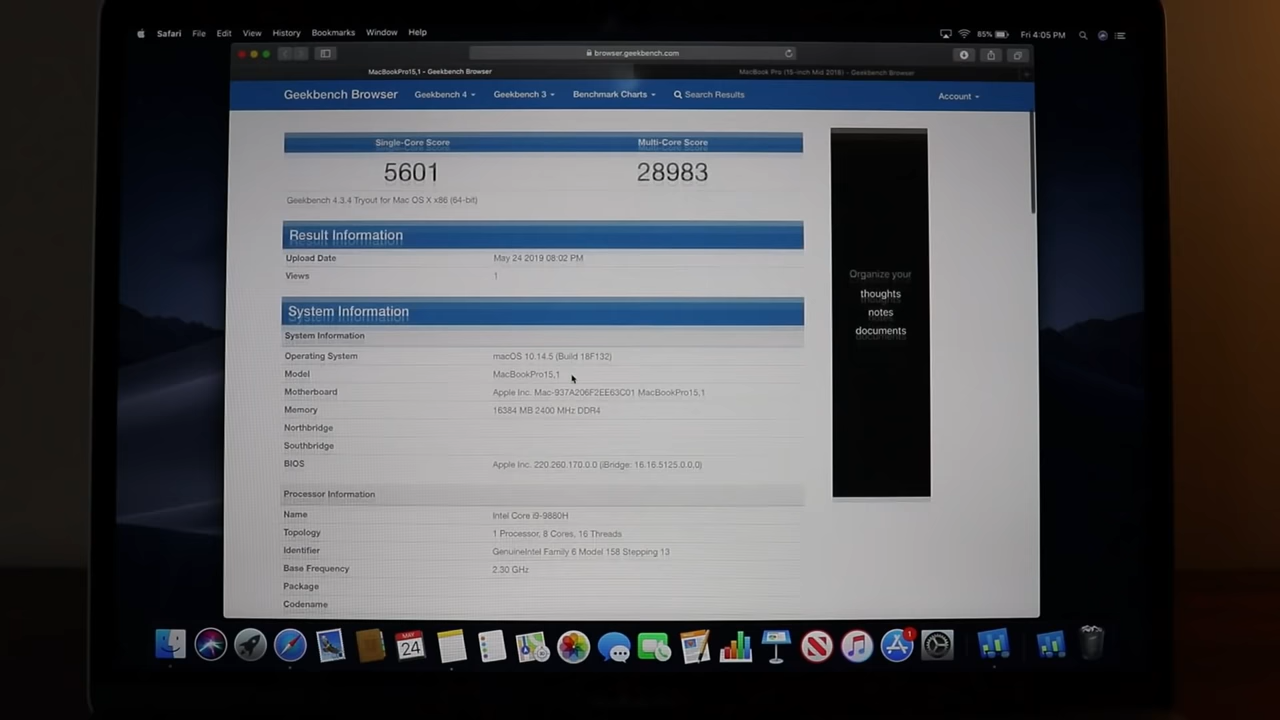 Safari File Edit View History Bookmarks Window Help 85% Fri 4:05 PM
browser.geekbench.com
MacBookPro15,1 - Geekbench Browser MacBook Pro (15-inch Mid 2018) - Geekbench Browser
Geekbench Browser Geekbench 4 Geekbench 3 Benchmark Charts Search Results Account
Single-Core Score Multi-Core Score
5601 28983
Geekbench 4.3.4 Tryout for Mac OS X x86 (64-bit)
Result Information
Upload Date May 24 2019 08:02 PM
Views 1
System Information
System Information
Operating System macOS 10.14.5 (Build 18F132)
Model MacBookPro15,1
Motherboard Apple Inc. Mac-937A206F2EE63C01 MacBookPro15,1
Memory 16384 MB 2400 MHz DDR4
Northbridge
Southbridge
BIOS Apple Inc. 220.260.170.0.0 (iBridge: 16.16.5125.0.0,0)
Processor Information
Name Intel Core i9-9880H
Topology 1 Processor, 8 Cores, 16 Threads
Identifier GenuineIntel Family 6 Model 158 Stepping 13
Base Frequency 2.30 GHz
Package
Codename
Organize your
thoughts
notes
documents
MAY
24
1